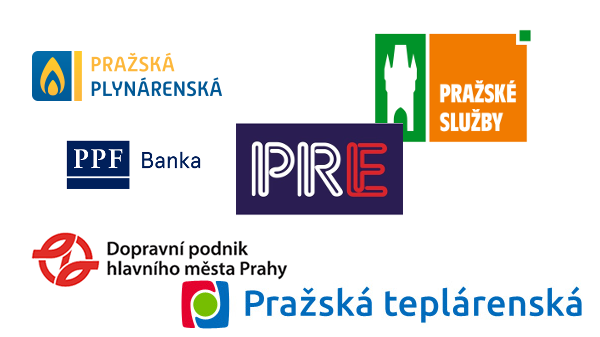 PRAŽSKÁ
PLYNÁRENSKÁ
PRAŽSKÉ
SLUŽBY
PPF Banka
PRE
Dopravní podnik
hlavního města Prahy
Pražská teplárenská